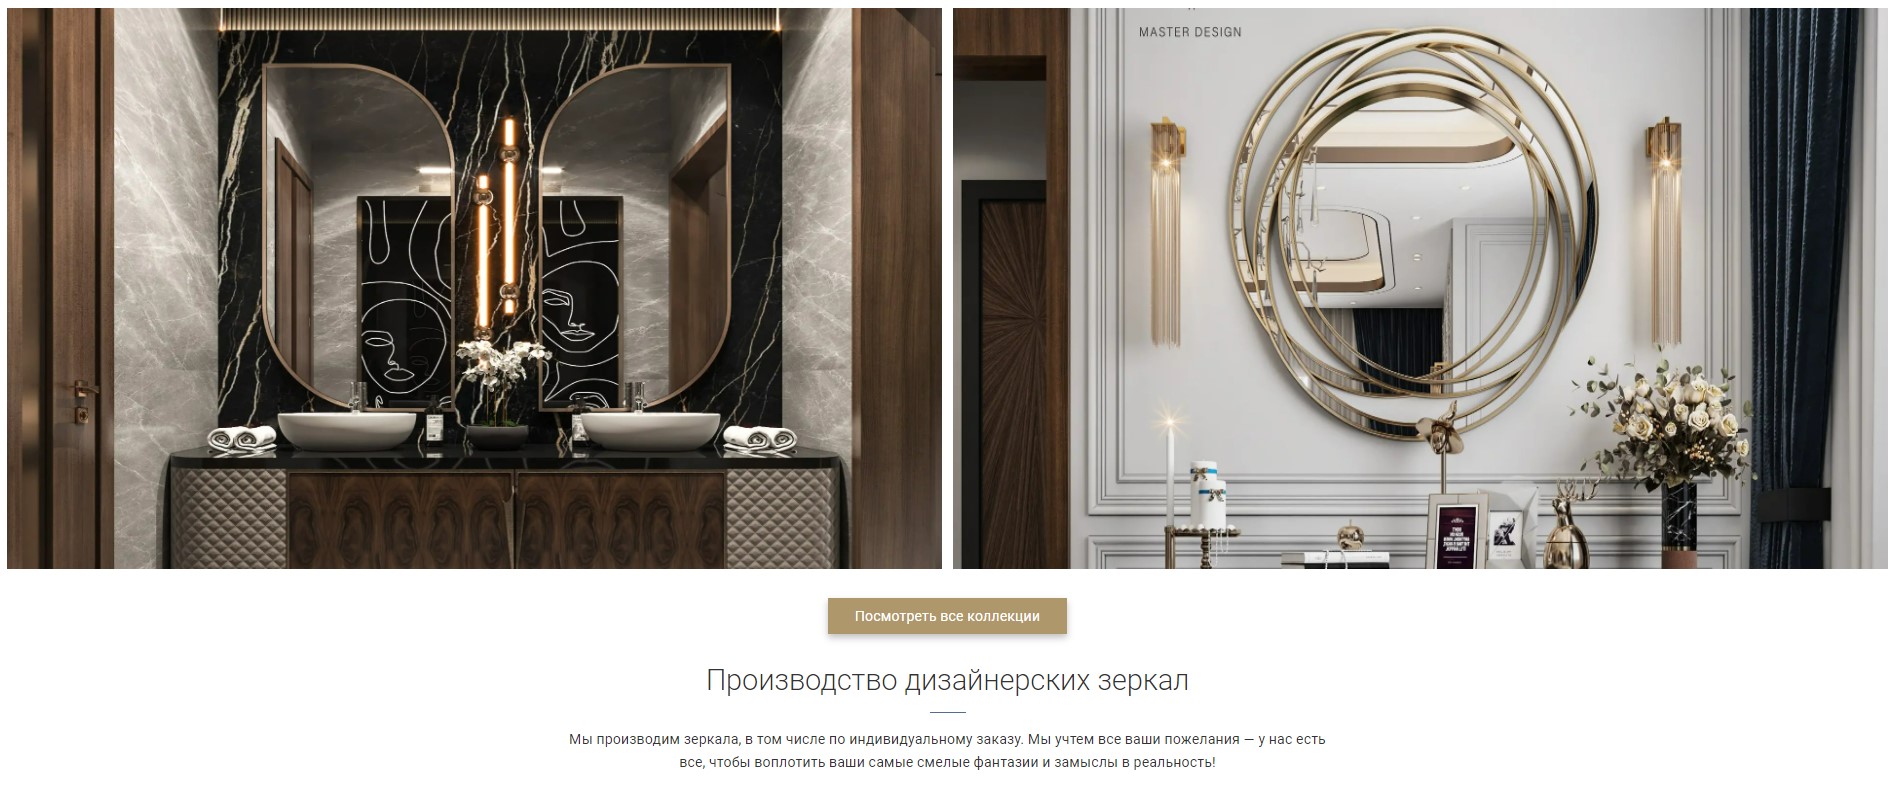 MASTER DESIGN
Посмотреть все коллекции
Производство дизайнерских зеркал
Мы производим зеркала, в том числе по индивидуальному заказу. Мы учтем все ваши пожелания — у нас есть
все, чтобы воплотить ваши самые смелые фантазии и замыслы в реальность!